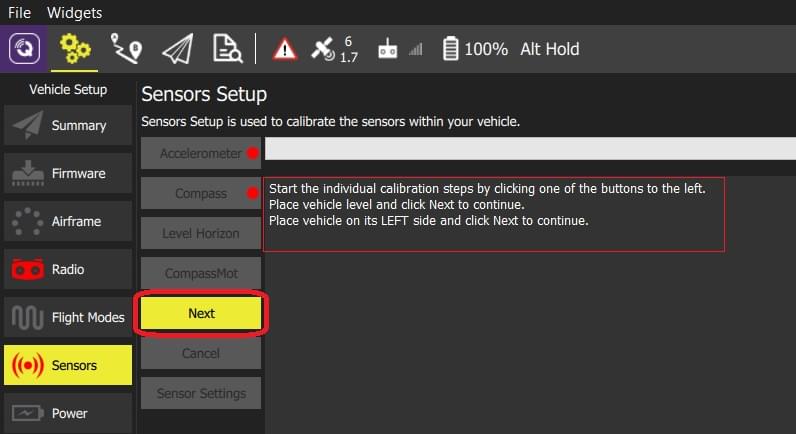 File Widgets
6
1.7
100% Alt Hold
Vehicle Setup
Summary
Firmware
Airframe
Radio
Flight Modes
Sensors
Power
Sensors Setup
Sensors Setup is used to calibrate the sensors within your vehicle.
Accelerometer
Compass
Level Horizon
CompassMot
Next
Cancel
Sensor Settings
Start the individual calibration steps by clicking one of the buttons to the left.
Place vehicle level and click Next to continue.
Place vehicle on its LEFT side and click Next to continue.